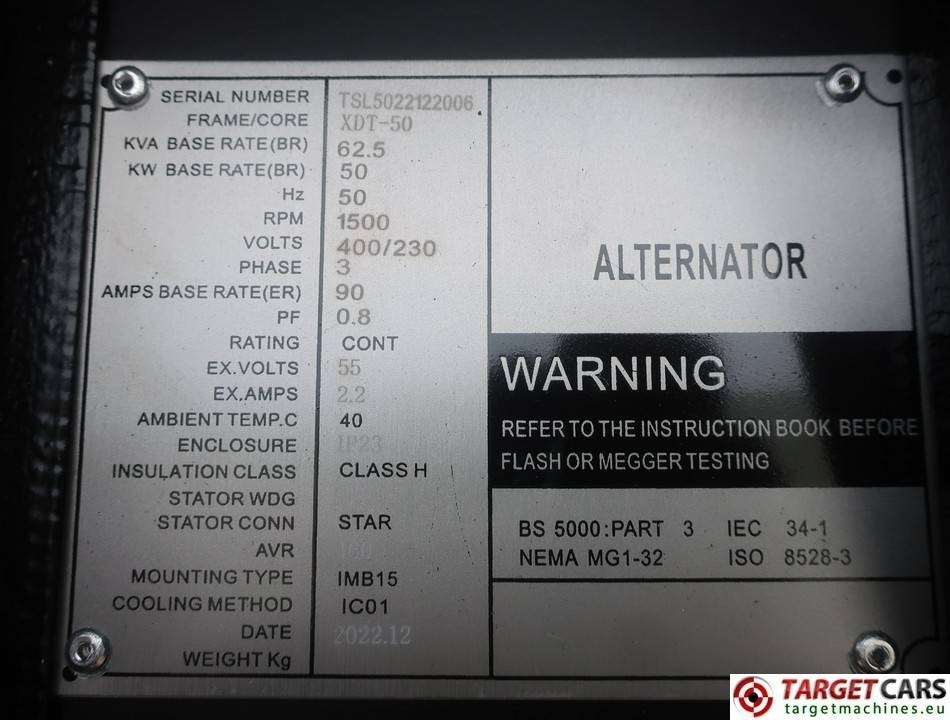 SERIAL NUMBER TSL5022122006
FRAME/CORE XDT-50
KVA BASE RATE(BR) 62.5
KW BASE RATE(BR) 50
Hz 50
RPM 1500
VOLTS 400/230
PHASE 3
AMPS BASE RATE(ER) 90
PF 0.8
RATING CONT
EX.VOLTS 55
EX.AMPS 2.2
AMBIENT TEMP.C 40
ENCLOSURE IP23
INSULATION CLASS CLASS H
STATOR WDG
STATOR CONN STAR
AVR
MOUNTING TYPE IMB15
COOLING METHOD IC01
DATE 2022.12
WEIGHT Kg
ALTERNATOR
WARNING
REFER TO THE INSTRUCTION BOOK BEFORE
FLASH OR MEGGER TESTING
BS 5000:PART 3 IEC 34-1
NEMA MG1-32 ISO 8528-3
TARGETCARS
targetmachines.eu